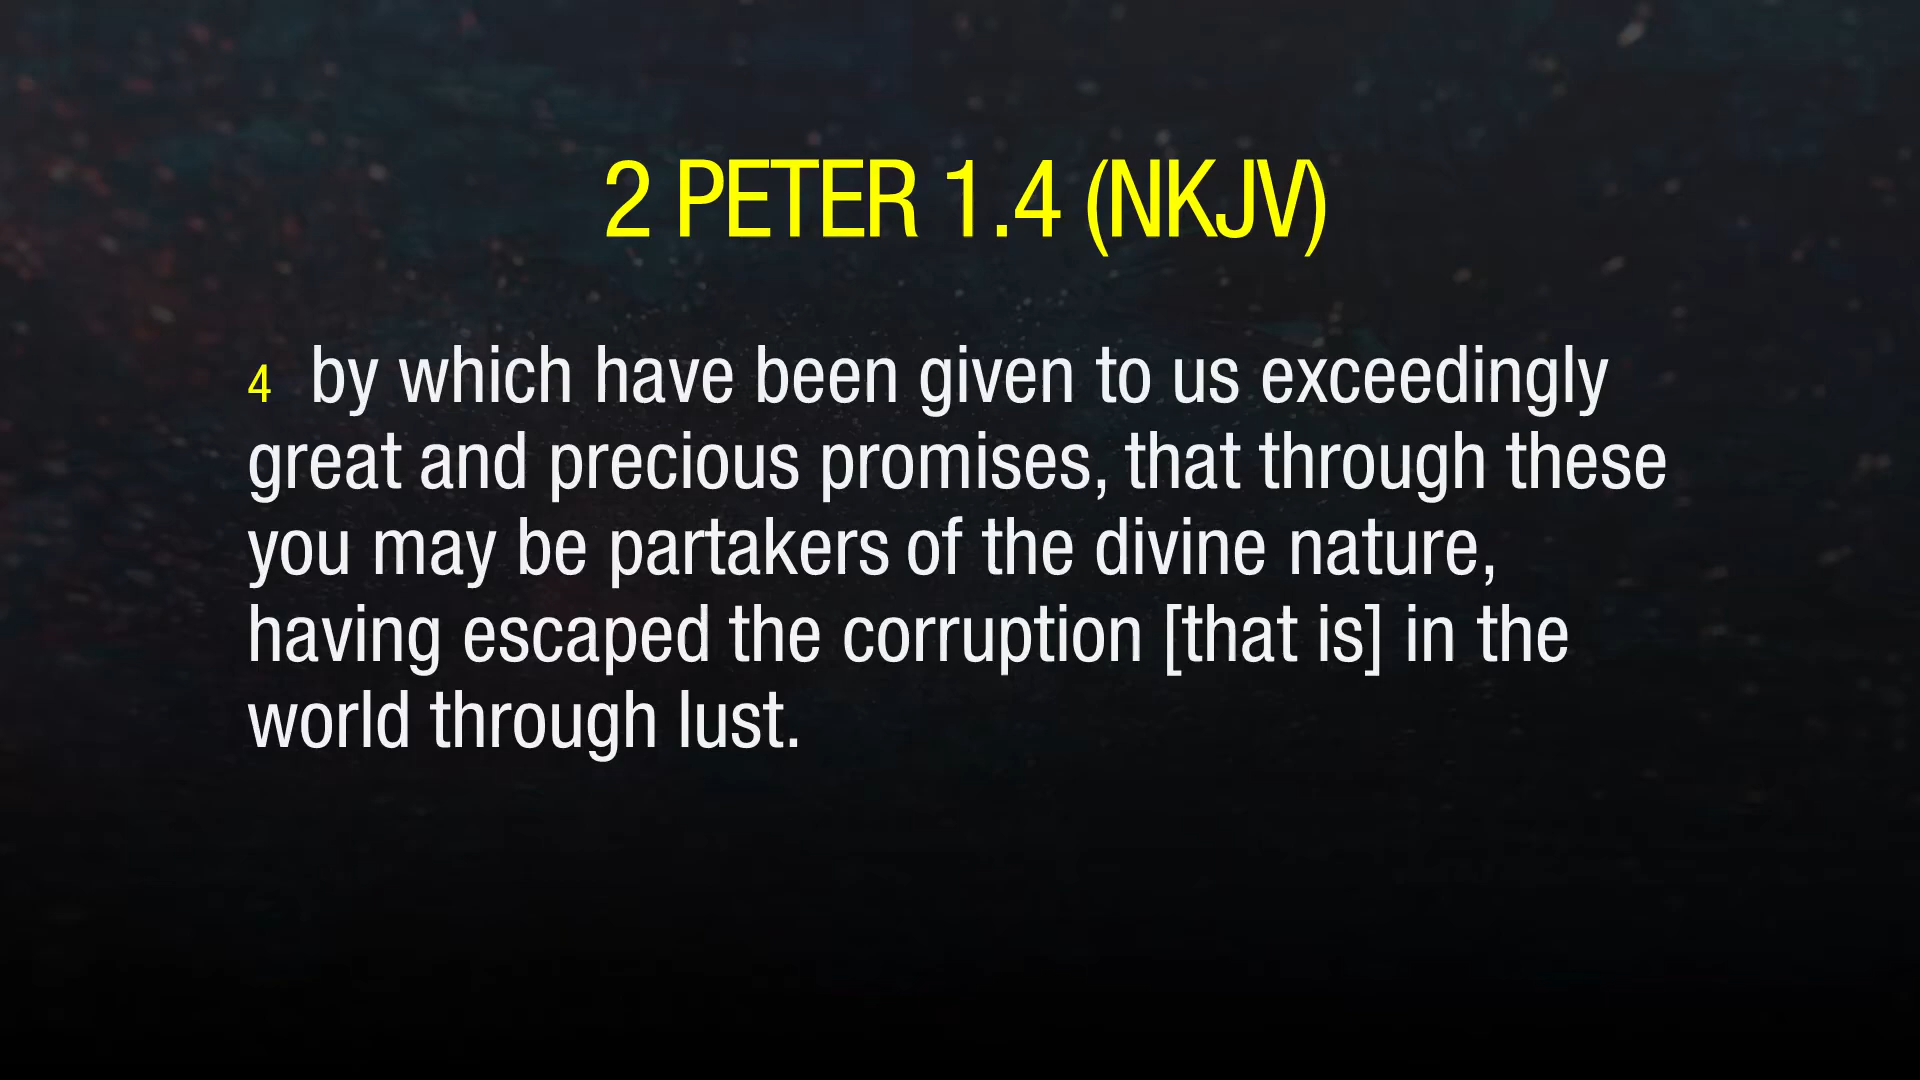 2 PETER 1.4 (NKJV)
4 by which have been given to us exceedingly
great and precious promises, that through these
you may be partakers of the divine nature,
having escaped the corruption [that is] in the
world through lust.